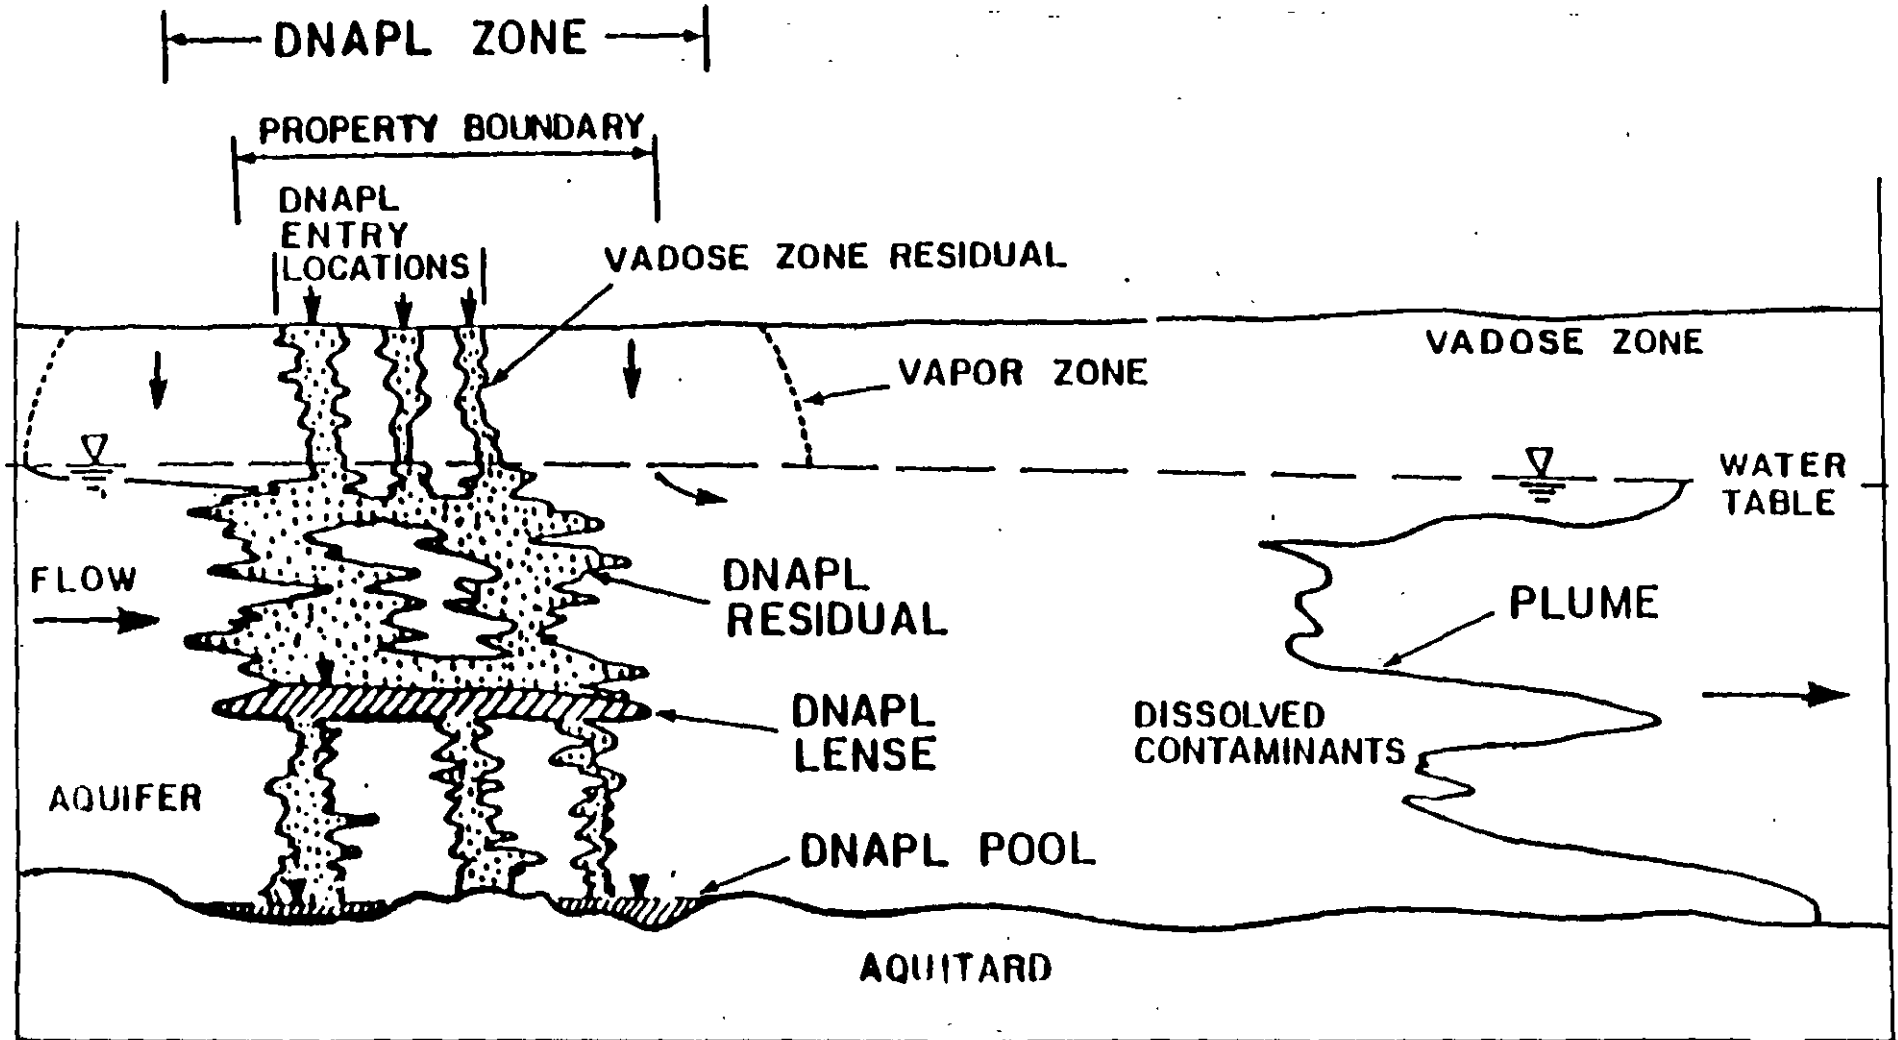 DNAPL ZONE
PROPERTY BOUNDARY
DNAPL
ENTRY
LOCATIONS
VADOSE ZONE RESIDUAL
VADOSE ZONE
VAPOR ZONE
WATER
TABLE
FLOW
DNAPL
RESIDUAL
PLUME
DNAPL
LENSE
DISSOLVED
CONTAMINANTS
AQUIFER
DNAPL POOL
AQUITARD